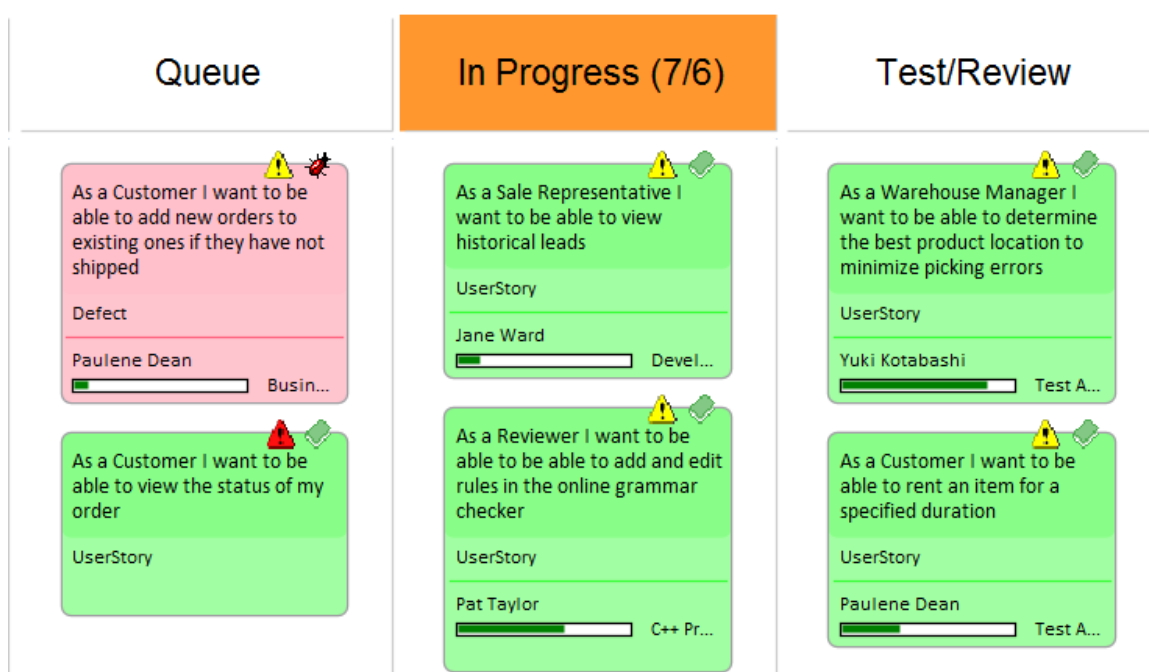 Queue
In Progress (7/6)
Test/Review
As a Customer I want to be
able to add new orders to
existing ones if they have not
shipped
Defect
Paulene Dean
Busin...
As a Customer I want to be
able to view the status of my
order
UserStory
As a Sale Representative I
want to be able to view
historical leads
UserStory
Jane Ward
Devel...
As a Reviewer I want to be
able to be able to add and edit
rules in the online grammar
checker
UserStory
Pat Taylor
C++ Pr...
As a Warehouse Manager I
want to be able to determine
the best product location to
minimize picking errors
UserStory
Yuki Kotabashi
Test A...
As a Customer I want to be
able to rent an item for a
specified duration
UserStory
Paulene Dean
Test A...